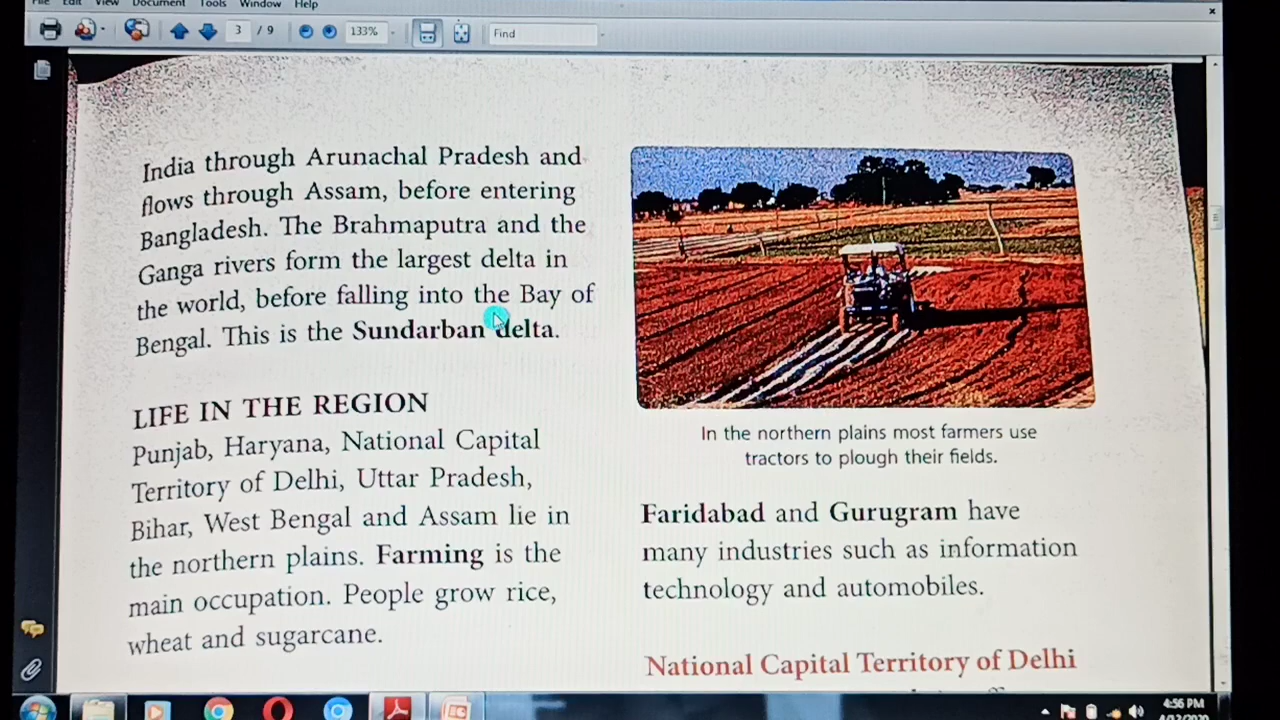 File Edit View Document Tools Window Help
3 / 9 133% Find
India through Arunachal Pradesh and
flows through Assam, before entering
Bangladesh. The Brahmaputra and the
Ganga rivers form the largest delta in
the world, before falling into the Bay of
Bengal. This is the Sundarban delta.
LIFE IN THE REGION
Punjab, Haryana, National Capital
Territory of Delhi, Uttar Pradesh,
Bihar, West Bengal and Assam lie in
the northern plains. Farming is the
main occupation. People grow rice,
wheat and sugarcane.
In the northern plains most farmers use
tractors to plough their fields.
Faridabad and Gurugram have
many industries such as information
technology and automobiles.
National Capital Territory of Delhi
4:56 PM